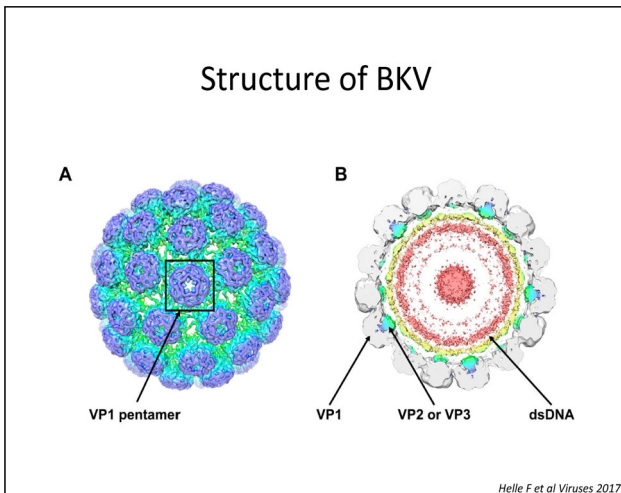 Structure of BKV
A
B
VP1 pentamer
VP1
VP2 or VP3
dsDNA
Helle F et al Viruses 2017